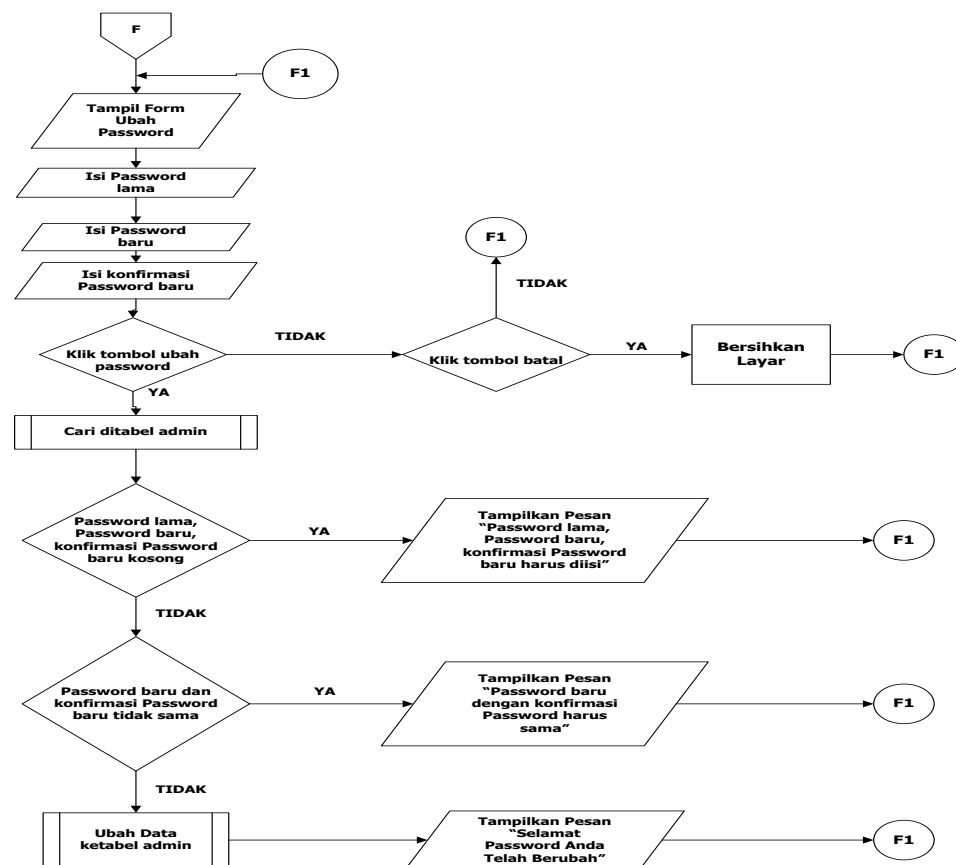 F
F1
Tampil Form
Ubah
Password
Isi Password
lama
Isi Password
baru
Isi konfirmasi
Password baru
Klik tombol ubah
password
TIDAK
Klik tombol batal
TIDAK
F1
YA
Bersihkan
Layar
F1
YA
Cari ditabel admin
Password lama,
Password baru,
konfirmasi Password
baru kosong
YA
Tampilkan Pesan
“Password lama,
Password baru,
konfirmasi Password
baru harus diisi”
F1
TIDAK
Password baru dan
konfirmasi Password
baru tidak sama
YA
Tampilkan Pesan
“Password baru
dengan konfirmasi
Password harus
sama”
F1
TIDAK
Ubah Data
ketabel admin
Tampilkan Pesan
“Selamat
Password Anda
Telah Berubah”
F1